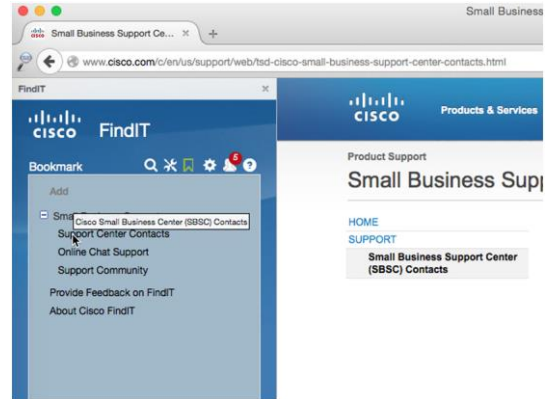 Small Business
Small Business Support Ce... × +
www.cisco.com/c/en/us/support/web/tsd-cisco-small-business-support-center-contacts.html
FindIT ×
CISCO FindIT
CISCO Products & Services
Bookmark 5 ?
Add
Cisco Small Business Center (SBSC) Contacts
Support Center Contacts
Online Chat Support
Support Community
Provide Feedback on FindIT
About Cisco FindIT
Product Support
Small Business Sup
HOME
SUPPORT
Small Business Support Center
(SBSC) Contacts